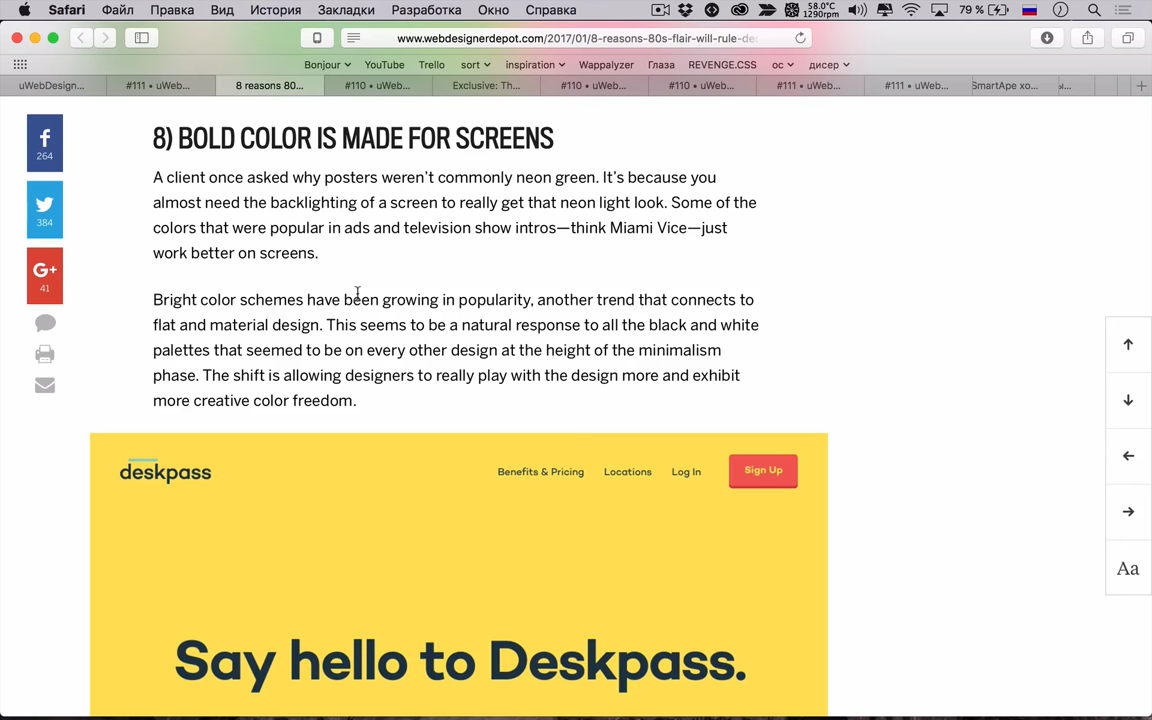 Safari Файл Правка Вид История Закладки Разработка Окно Справка 58.0°C 1290rpm 79 %
www.webdesignerdepot.com/2017/01/8-reasons-80s-flair-will-rule-de
Bonjour YouTube Trello sort inspiration Wappalyzer Глаза REVENGE.CSS ос дисер
uWebDesign... #111 • uWeb... 8 reasons 80... #110 • uWeb... Exclusive: Th... #110 • uWeb... #110 • uWeb... #111 • uWeb... #111 • uWeb... SmartApe хо...
8) BOLD COLOR IS MADE FOR SCREENS
264
384
G+
41
A client once asked why posters weren't commonly neon green. It's because you
almost need the backlighting of a screen to really get that neon light look. Some of the
colors that were popular in ads and television show intros—think Miami Vice—just
work better on screens.
Bright color schemes have been growing in popularity, another trend that connects to
flat and material design. This seems to be a natural response to all the black and white
palettes that seemed to be on every other design at the height of the minimalism
phase. The shift is allowing designers to really play with the design more and exhibit
more creative color freedom.
deskpass Benefits & Pricing Locations Log In Sign Up
Say hello to Deskpass.
Aa